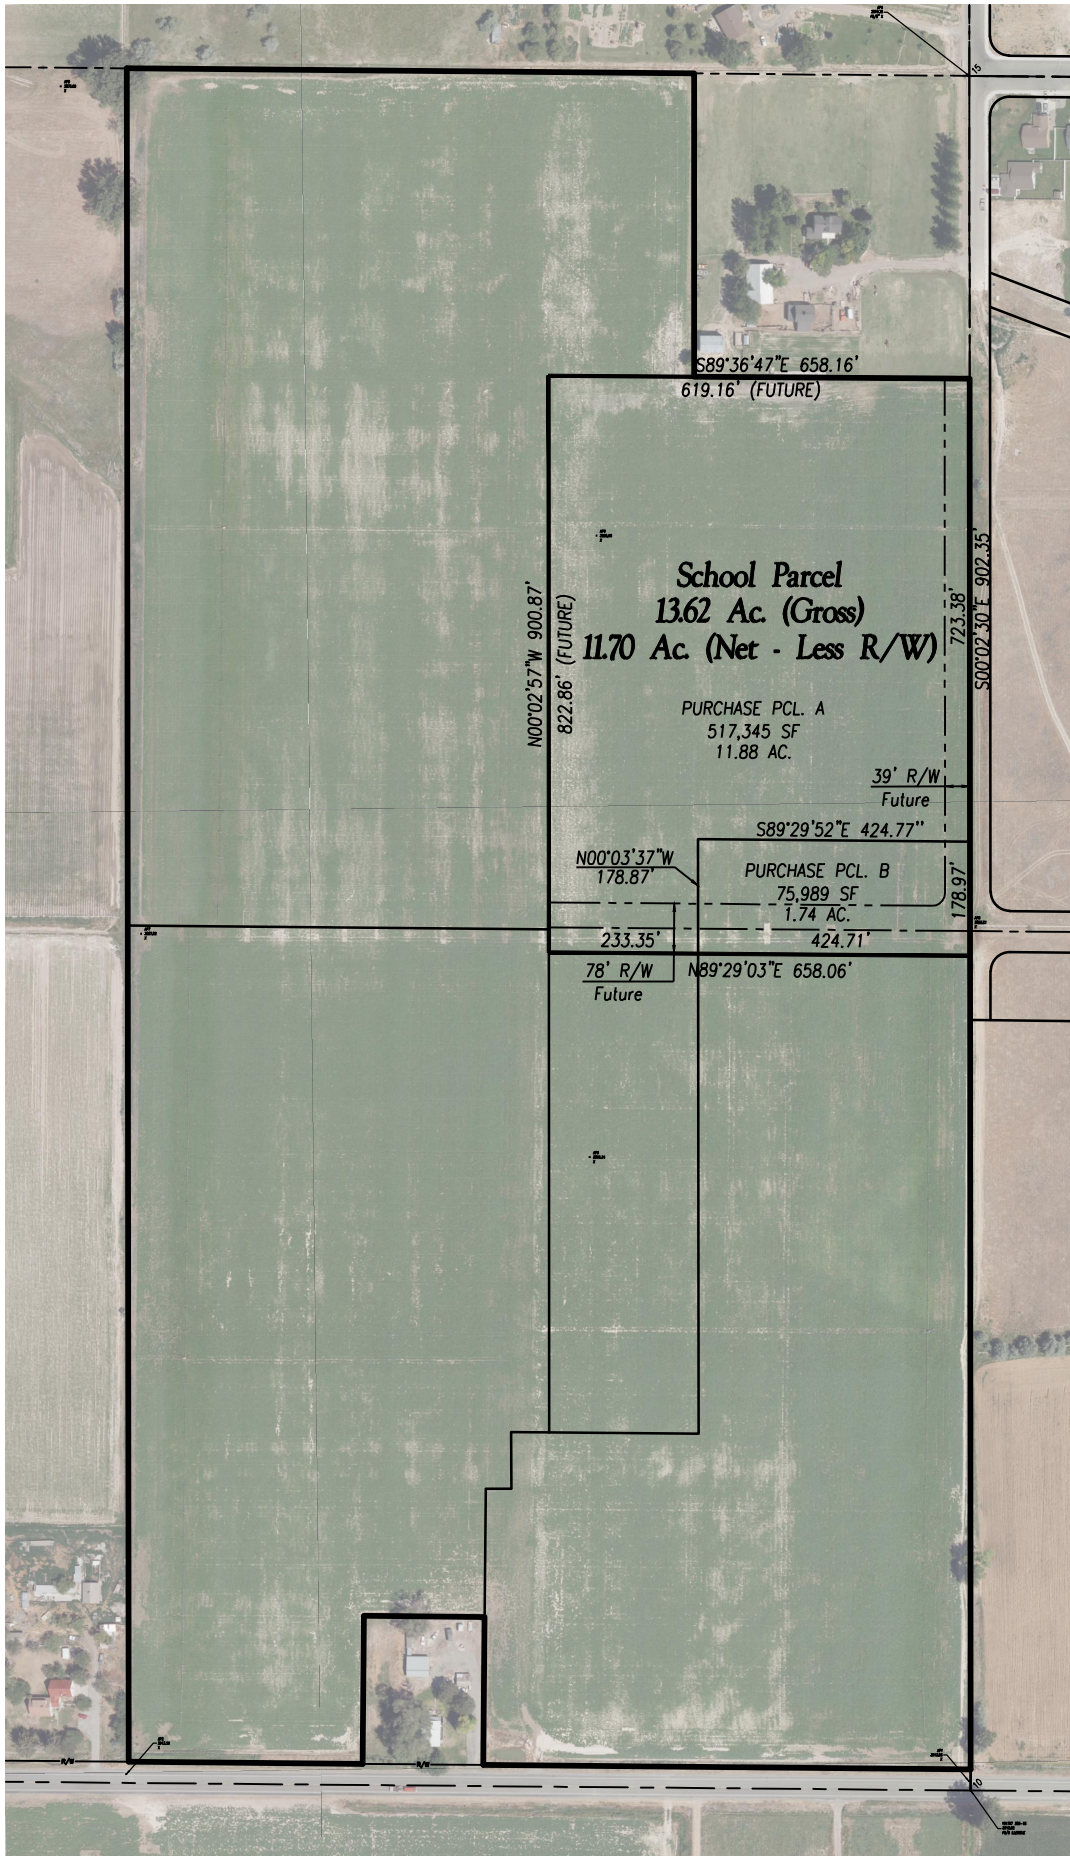 15
S89°36'47"E 658.16'
619.16' (FUTURE)
School Parcel
13.62 Ac. (Gross)
11.70 Ac. (Net - Less R/W)
N00°02'57"W 900.87'
822.86' (FUTURE)
723.38'
S00°02'30"E 902.35'
PURCHASE PCL. A
517,345 SF
11.88 AC.
39' R/W
Future
S89°29'52"E 424.77"
N00°03'37"W
178.87'
PURCHASE PCL. B
75,989 SF
1.74 AC.
178.97'
233.35'
424.71'
78' R/W
Future
N89°29'03"E 658.06'
R/W
R/W
10